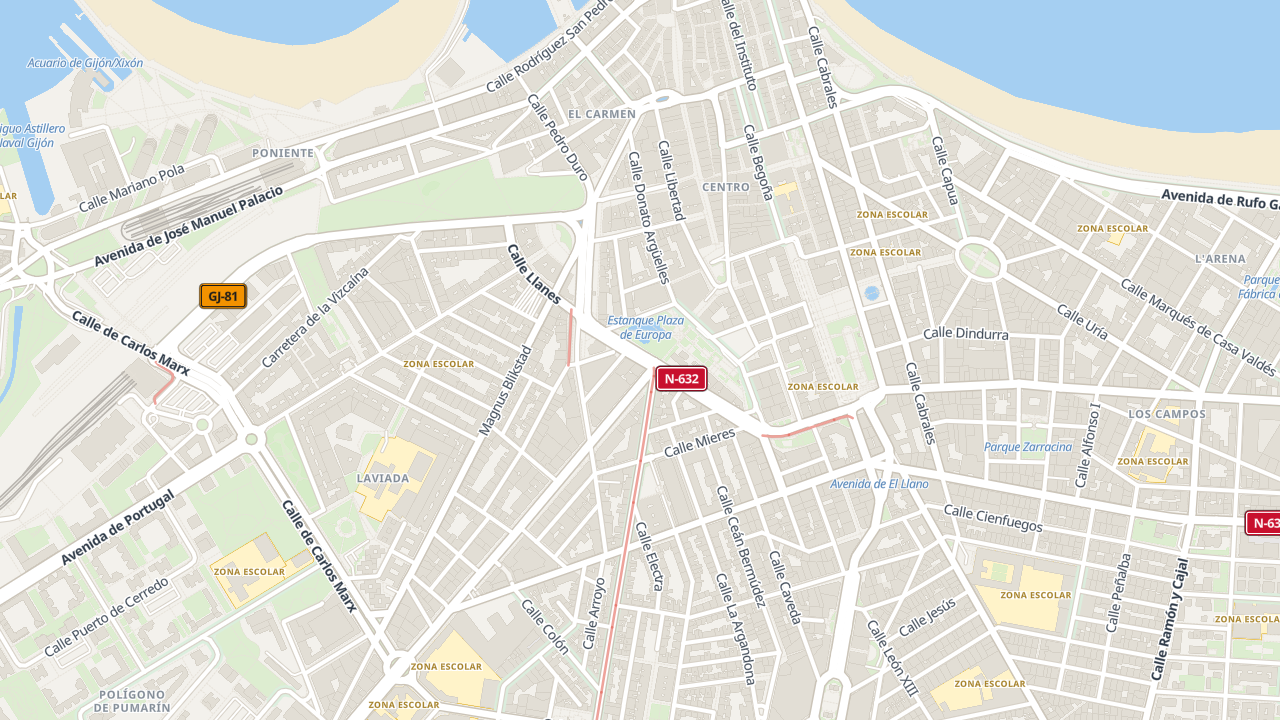 Calle Rodríguez San Pedro
Calle del Instituto
Calle Cabrales
Acuario de Gijón/Xixón
EL CARMEN
Calle Pedro Duro
iguo Astillero
Naval Gijón
PONIENTE
Calle Mariano Pola
Calle Donato Argüelles
Calle Libertad
Calle Begoña
CENTRO
Calle Capua
Avenida de Rufo Ga
OLAR
Avenida de José Manuel Palacio
ZONA ESCOLAR
ZONA ESCOLAR
ZONA ESCOLAR
L'ARENA
Calle Llanes
GJ-81
Parque
Fábrica
Calle Marqués de Casa Valdés
Calle Uría
Calle de Carlos Marx
Carretera de la Vizcaína
Estanque Plaza
de Europa
Calle Dindurra
ZONA ESCOLAR
Magnus Blikstad
N-632
ZONA ESCOLAR
Calle Cabrales
LOS CAMPOS
Calle Alfonso I
Calle Mieres
Parque Zarracina
ZONA ESCOLAR
LAVIADA
Avenida de El Llano
Avenida de Portugal
Calle de Carlos Marx
Calle Electra
Calle Ceán Bermúdez
Calle Cienfuegos
N-63
ZONA ESCOLAR
Calle Puerto de Cerredo
Calle Colón
Calle Arroyo
Calle La Argandona
Calle Caveda
Calle León XIII
Calle Jesús
ZONA ESCOLAR
Calle Peñalba
Calle Ramón y Cajal
ZONA ESCOLA
ZONA ESCOLAR
ZONA ESCOLAR
POLÍGONO
DE PUMARÍN
ZONA ESCOLAR